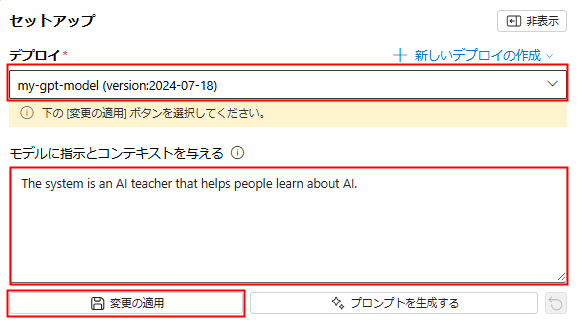 セットアップ
非表示
デプロイ*
新しいデプロイの作成
my-gpt-model (version:2024-07-18)
下の [変更の適用] ボタンを選択してください。
モデルに指示とコンテキストを与える
The system is an AI teacher that helps people learn about AI.
変更の適用
プロンプトを生成する